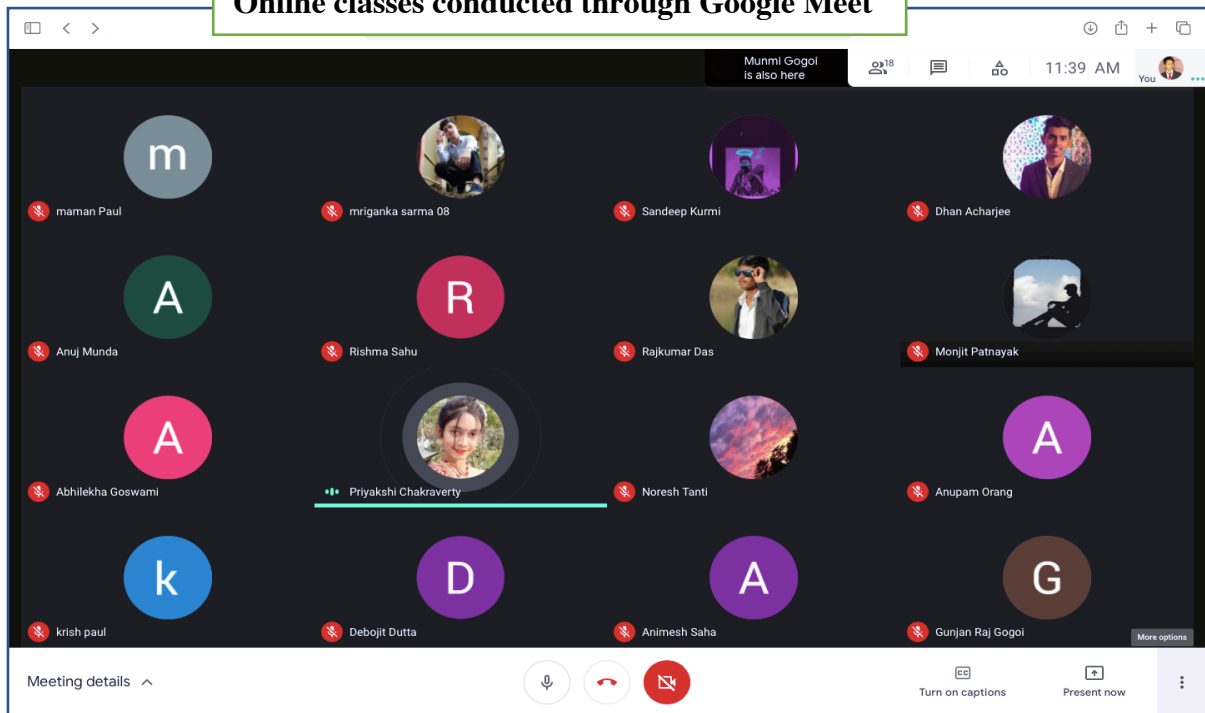 Online classes conducted through Google Meet
Munmi Gogoi
is also here
18
11:39 AM
You
m
maman Paul
mriganka sarma 08
Sandeep Kurmi
Dhan Acharjee
A
Anuj Munda
R
Rishma Sahu
Rajkumar Das
Monjit Patnayak
A
Abhilekha Goswami
Priyakshi Chakraverty
Noresh Tanti
A
Anupam Orang
k
krish paul
D
Debojit Dutta
A
Animesh Saha
G
Gunjan Raj Gogoi
More options
Meeting details
CC
Turn on captions
Present now